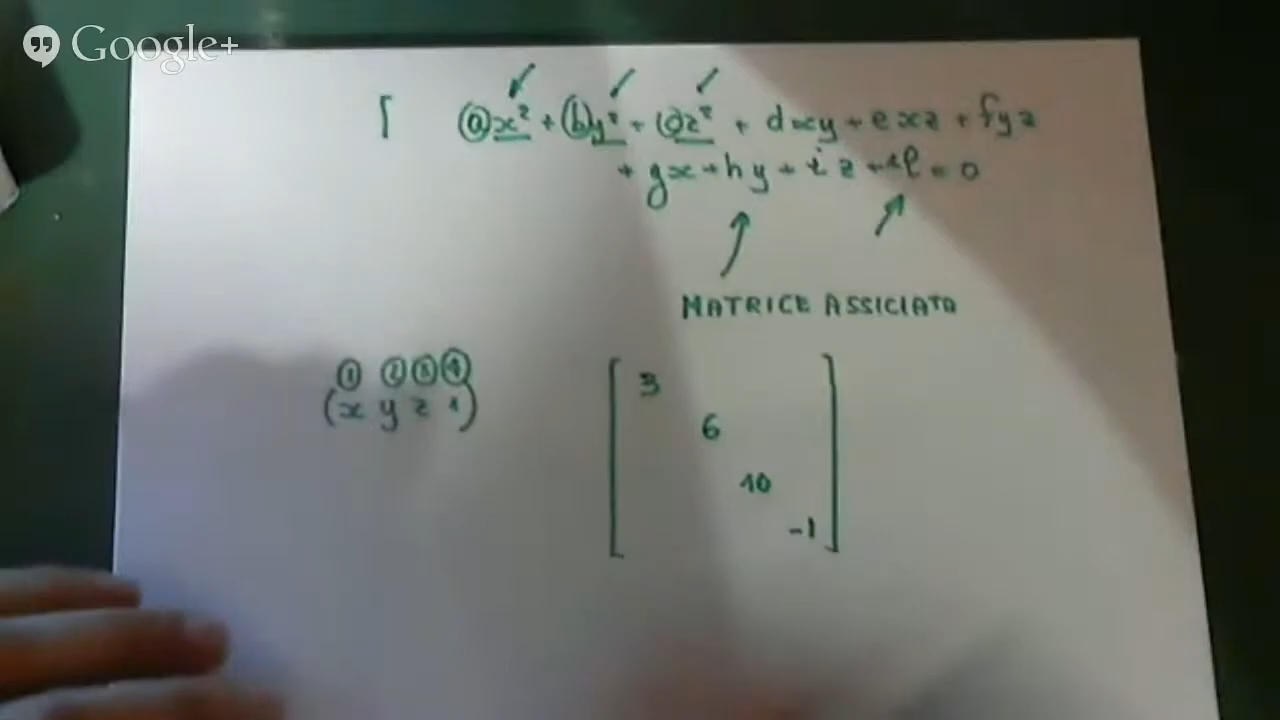 Google+
Γ ax² + by² + cz² + dxy + exz + fyz
+ gx + hy + iz + l = 0
MATRICE ASSICIATA
① ② ③ ④
(x y z 1)
3
6
10
-1